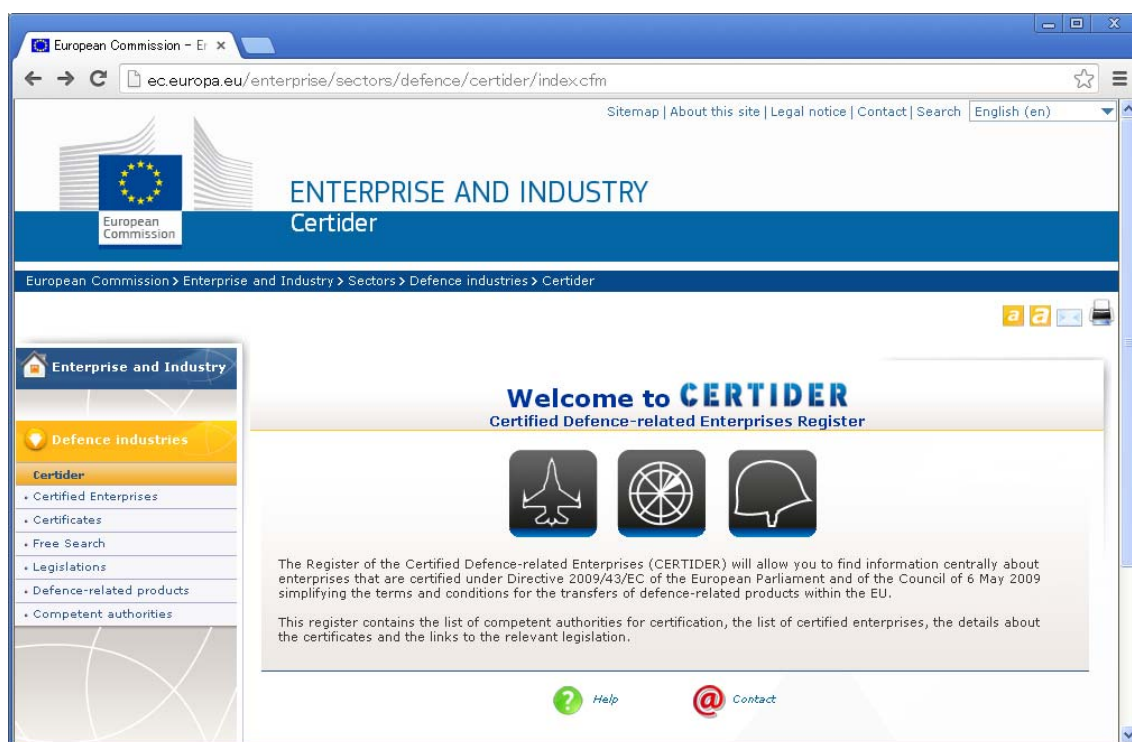 European Commission - Er
ec.europa.eu/enterprise/sectors/defence/certider/index.cfm
Sitemap | About this site | Legal notice | Contact | Search English (en)
European
Commission
ENTERPRISE AND INDUSTRY
Certider
European Commission > Enterprise and Industry > Sectors > Defence industries > Certider
a a
Enterprise and Industry
Defence industries
Certider
Certified Enterprises
Certificates
Free Search
Legislations
Defence-related products
Competent authorities
Welcome to CERTIDER
Certified Defence-related Enterprises Register
The Register of the Certified Defence-related Enterprises (CERTIDER) will allow you to find information centrally about
enterprises that are certified under Directive 2009/43/EC of the European Parliament and of the Council of 6 May 2009
simplifying the terms and conditions for the transfers of defence-related products within the EU.
This register contains the list of competent authorities for certification, the list of certified enterprises, the details about
the certificates and the links to the relevant legislation.
? Help @ Contact